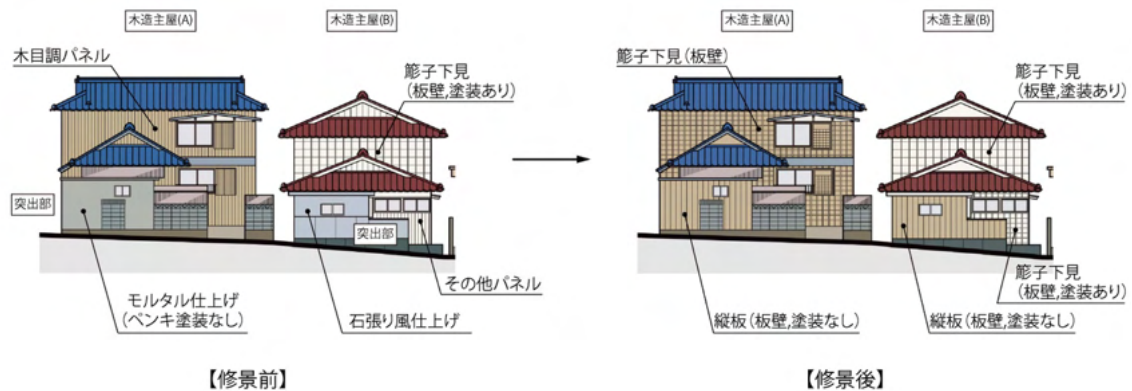 木造主屋(A)
木造主屋(B)
木目調パネル
簓子下見
(板壁,塗装あり)
突出部
突出部
モルタル仕上げ
(ペンキ塗装なし)
石張り風仕上げ
その他パネル
【修景前】
木造主屋(A)
木造主屋(B)
簓子下見(板壁)
簓子下見
(板壁,塗装あり)
簓子下見
(板壁,塗装あり)
縦板(板壁,塗装なし)
縦板(板壁,塗装なし)
【修景後】